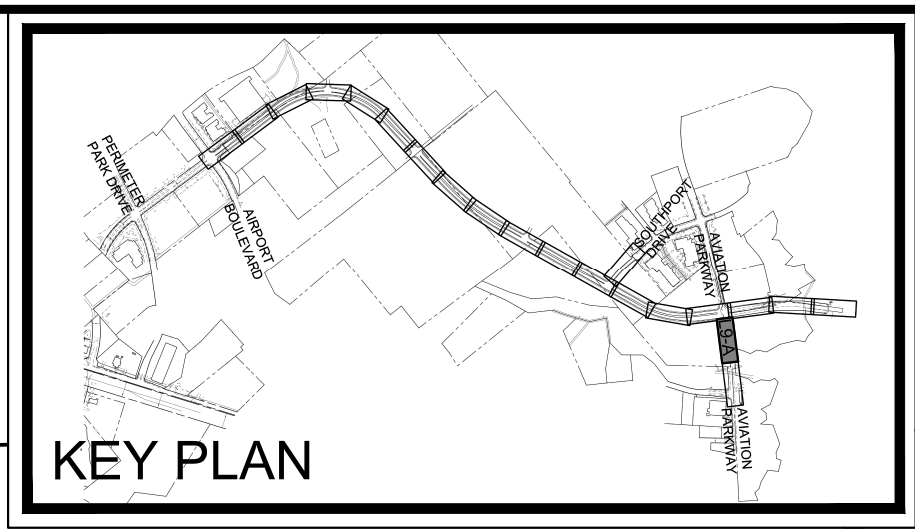 PERIMETER
PARK DRIVE
AIRPORT
BOULEVARD
SOUTHPORT
DRIVE
AVIATION
PARKWAY
L9-A
AVIATION
PARKWAY
KEY PLAN